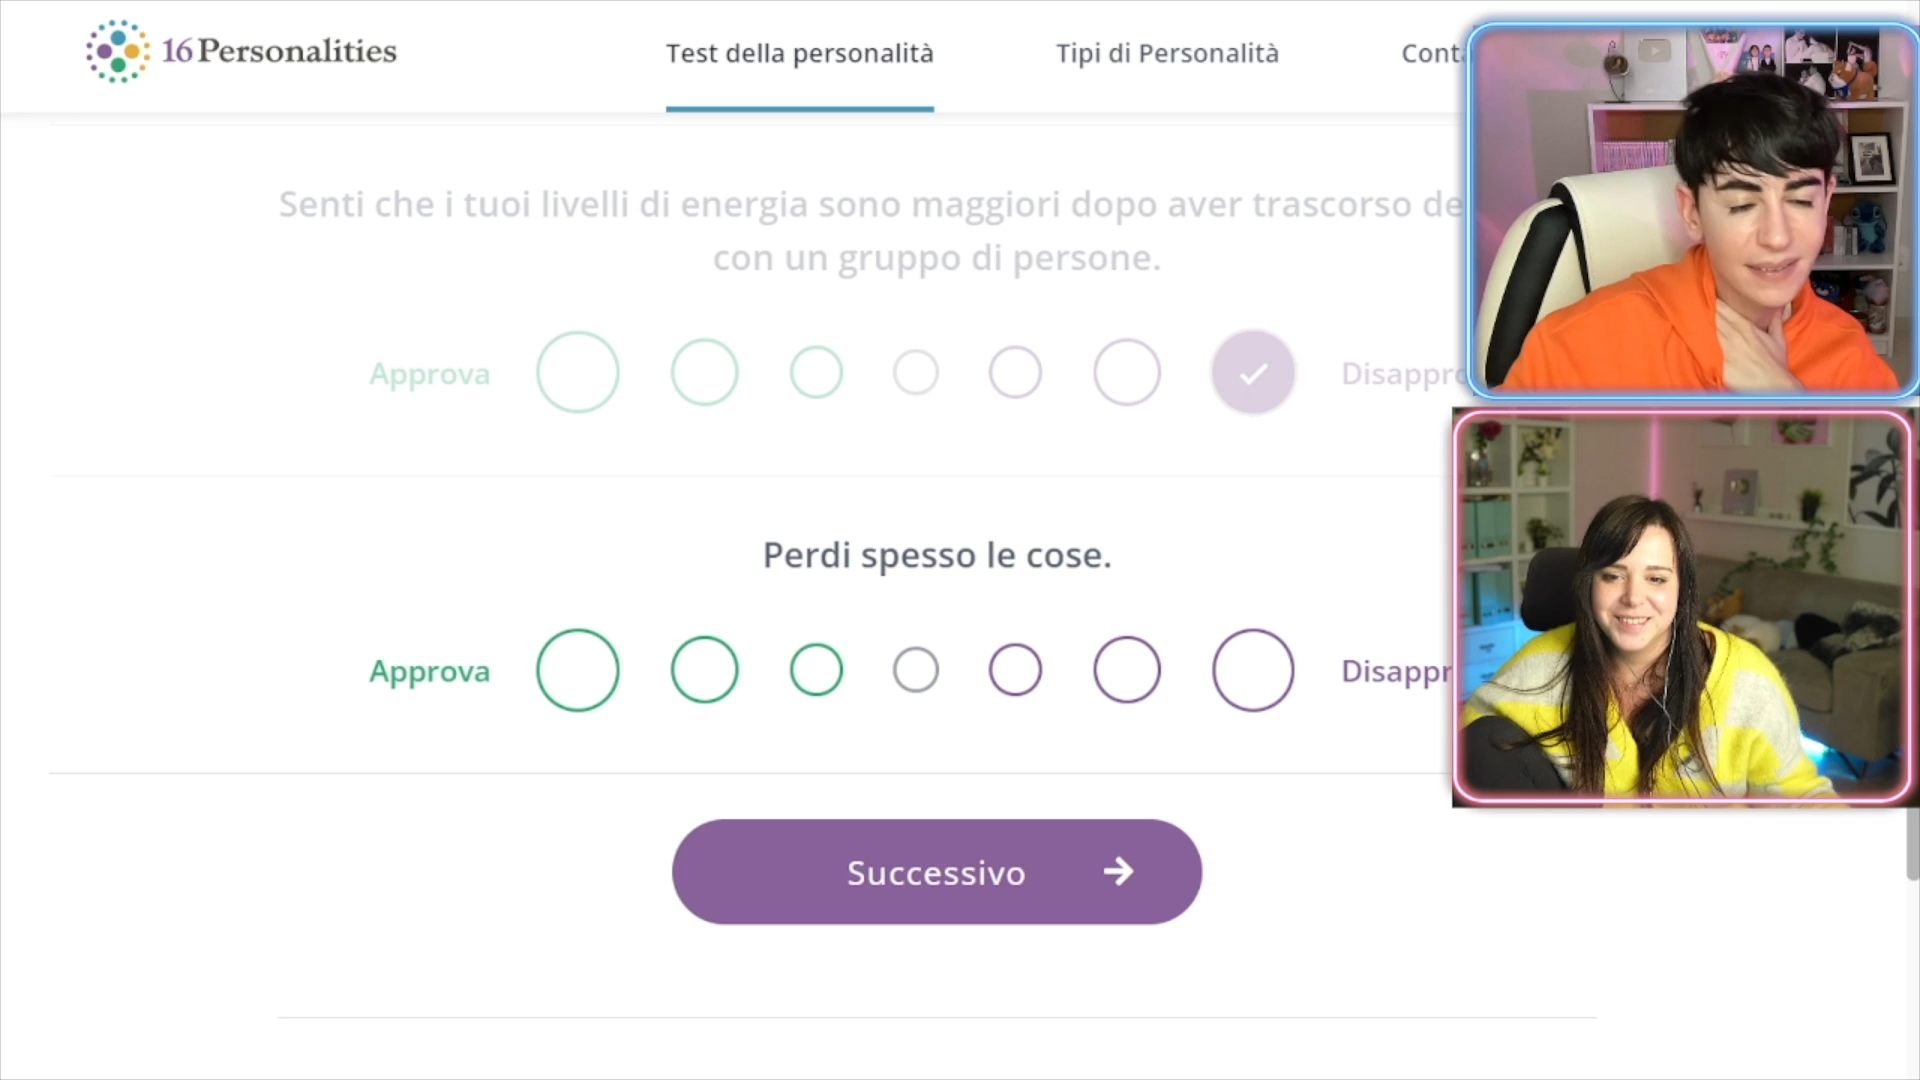 16Personalities
Test della personalità
Tipi di Personalità
Senti che i tuoi livelli di energia sono maggiori dopo aver trascorso
con un gruppo di persone.
Approva
Perdi spesso le cose.
Approva
Successivo